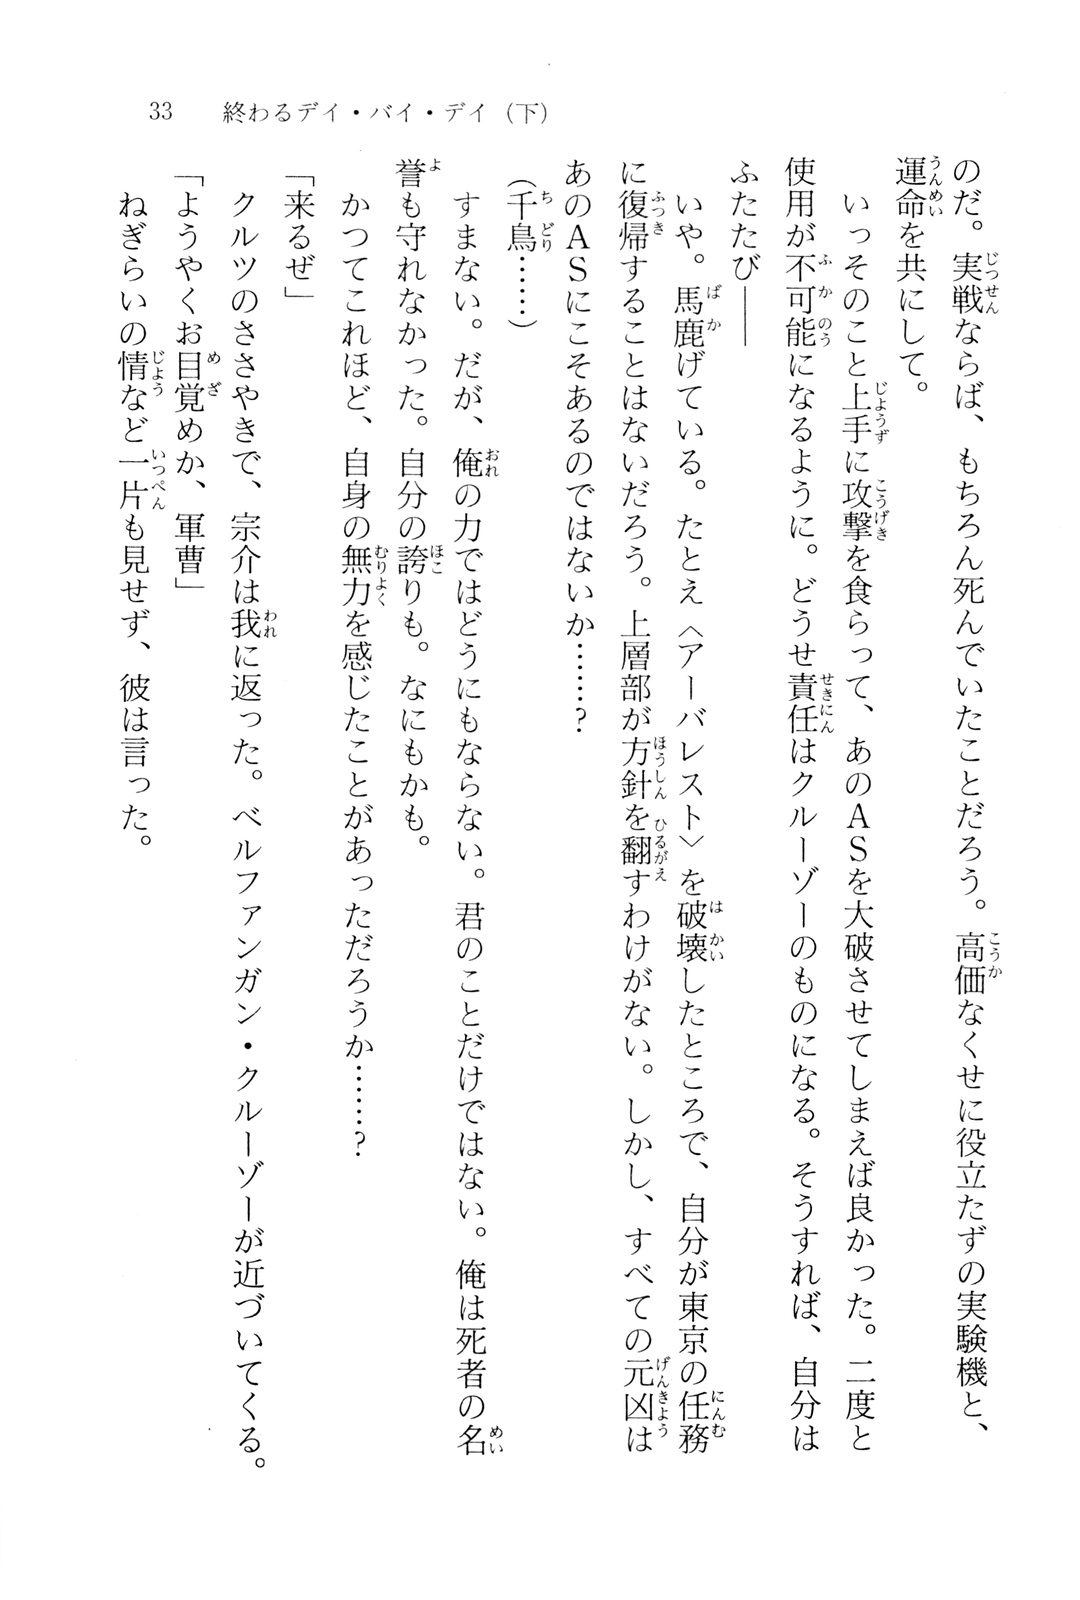 33　終わるデイ・バイ・デイ（下）
のだ。実戦ならば、もちろん死んでいたことだろう。高価なくせに役立たずの実験機と、
運命を共にして。
　いっそのこと上手に攻撃を食らって、あのＡＳを大破させてしまえば良かった。二度と
使用が不可能になるように。どうせ責任はクルーゾーのものになる。そうすれば、自分は
ふたたび――
　いや。馬鹿げている。たとえ〈アーバレスト〉を破壊したところで、自分が東京の任務
に復帰することはないだろう。上層部が方針を翻すわけがない。しかし、すべての元凶は
あのＡＳにこそあるのではないか……？
（千鳥……）
　すまない。だが、俺の力ではどうにもならない。君のことだけではない。俺は死者の名
誉も守れなかった。自分の誇りも。なにもかも。
　かつてこれほど、自身の無力を感じたことがあっただろうか……？
「来るぜ」
　クルツのささやきで、宗介は我に返った。ベルファンガン・クルーゾーが近づいてくる。
「ようやくお目覚めか、軍曹」
　ねぎらいの情など一片も見せず、彼は言った。